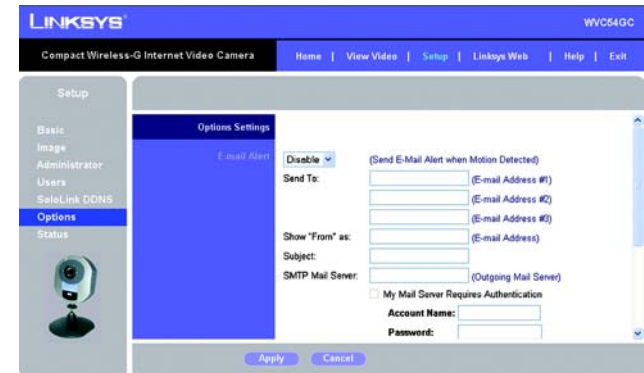 LINKSYS
WVC54GC
Compact Wireless-G Internet Video Camera
Home | View Video | Setup | Linksys Web | Help | Exit
Setup
Basic
Image
Administrator
Users
SoloLink DDNS
Options
Status
Options Settings
E-mail Alert
Disable (Send E-Mail Alert when Motion Detected)
Send To: (E-mail Address #1)
(E-mail Address #2)
(E-mail Address #3)
Show "From" as: (E-mail Address)
Subject:
SMTP Mail Server: (Outgoing Mail Server)
My Mail Server Requires Authentication
Account Name:
Password:
Apply Cancel